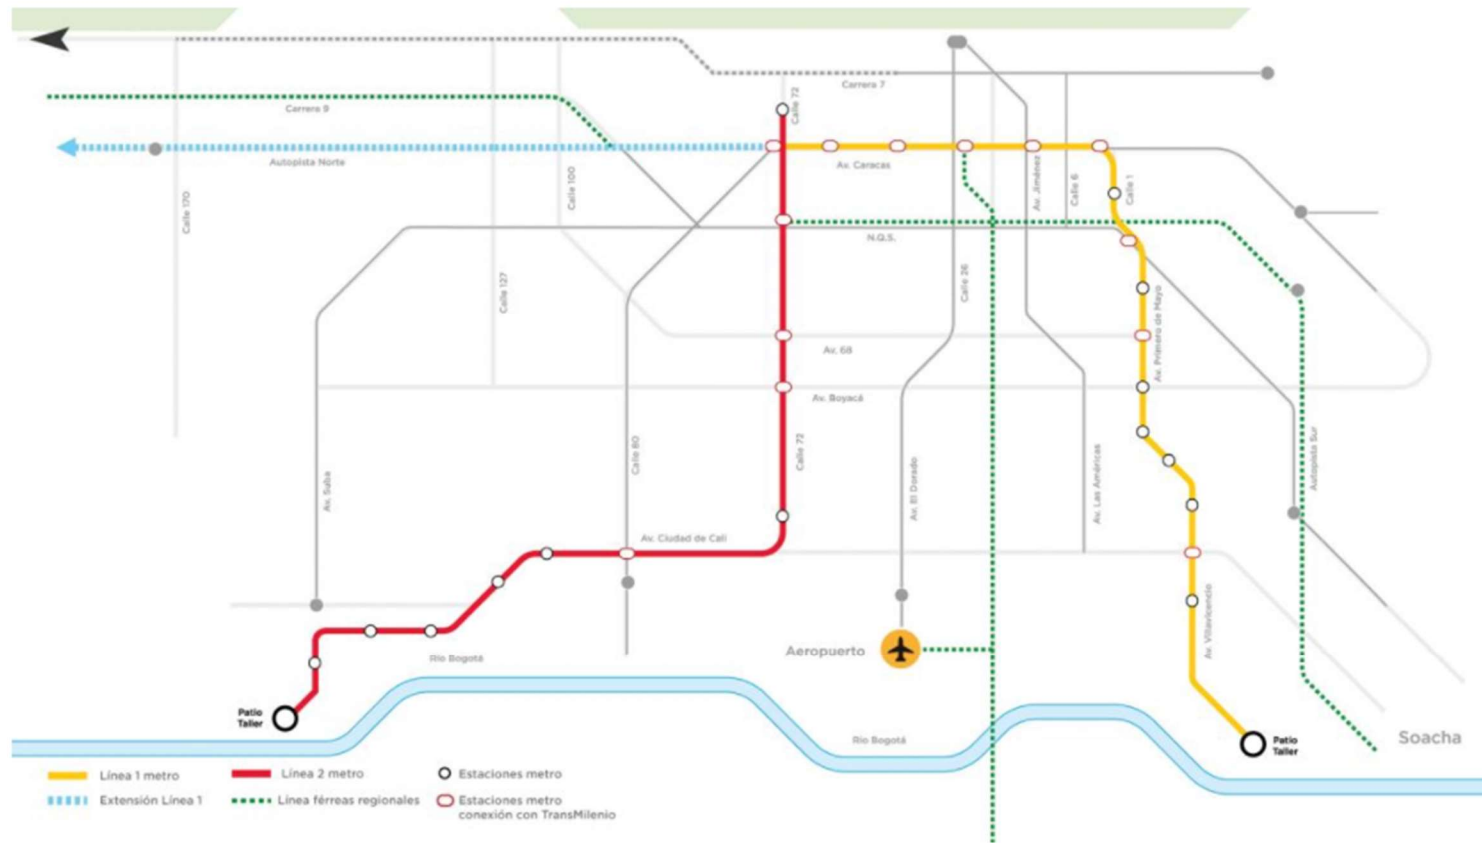 Calle 72
Carrera 7
Carrera 9
Autopista Norte
Av. Caracas
Calle 170
Calle 100
Av. Jiménez
Calle 6
Calle 1
N.Q.S.
Calle 127
Calle 26
Av. Primero de Mayo
Av. 68
Av. Boyacá
Av. Suba
Calle 80
Calle 72
Av. El Dorado
Av. Las Américas
Autopista Sur
Av. Ciudad de Cali
Av. Villavicencio
Aeropuerto
Río Bogotá
Patio
Taller
Río Bogotá
Patio
Taller
Soacha
Línea 1 metro
Línea 2 metro
Estaciones metro
Extensión Línea 1
Línea férreas regionales
Estaciones metro
conexión con TransMilenio